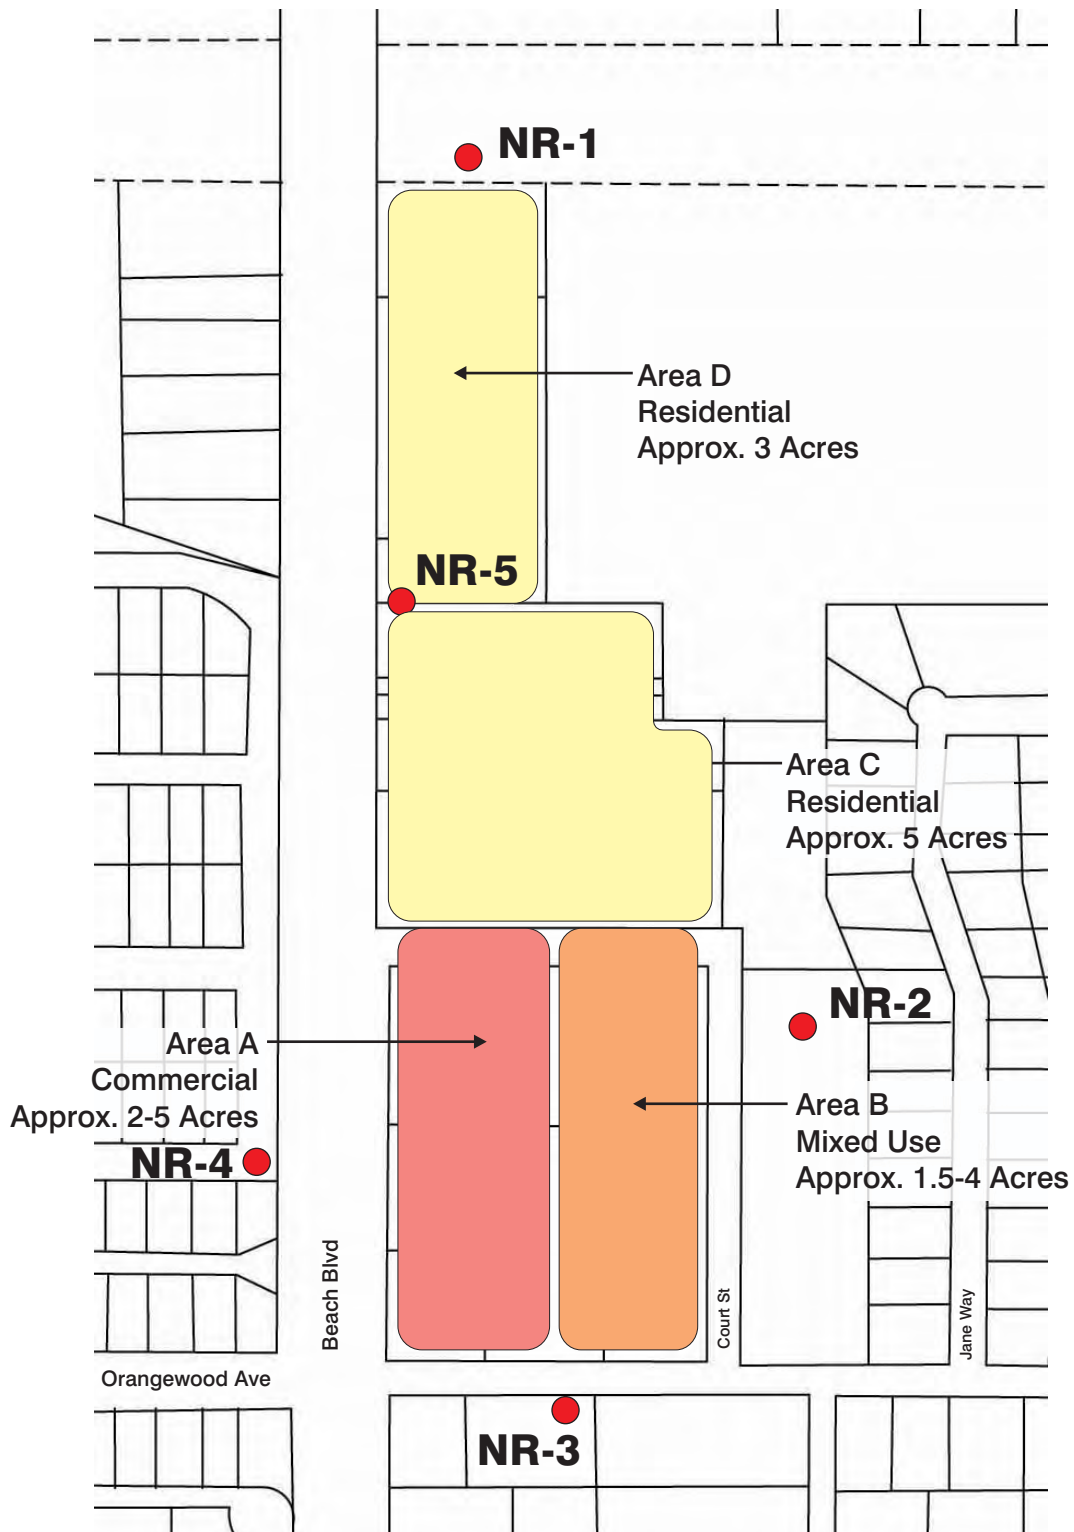 NR-1
Area D
Residential
Approx. 3 Acres
NR-5
Area C
Residential
Approx. 5 Acres
NR-2
Area A
Commercial
Approx. 2-5 Acres
Area B
Mixed Use
Approx. 1.5-4 Acres
NR-4
Beach Blvd
Court St
Jane Way
Orangewood Ave
NR-3